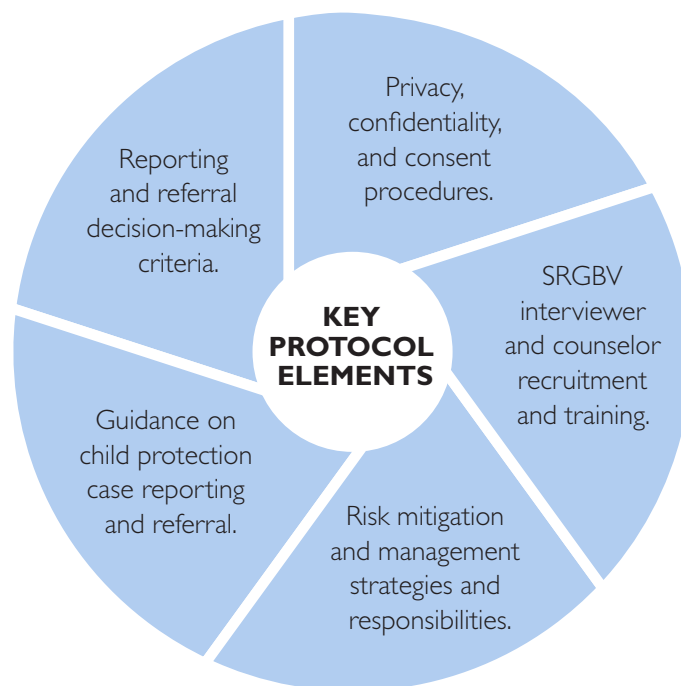 KEY
PROTOCOL
ELEMENTS
Privacy,
confidentiality,
and consent
procedures.
SRGBV
interviewer
and counselor
recruitment
and training.
Risk mitigation
and management
strategies and
responsibilities.
Guidance on
child protection
case reporting
and referral.
Reporting
and referral
decision-making
criteria.